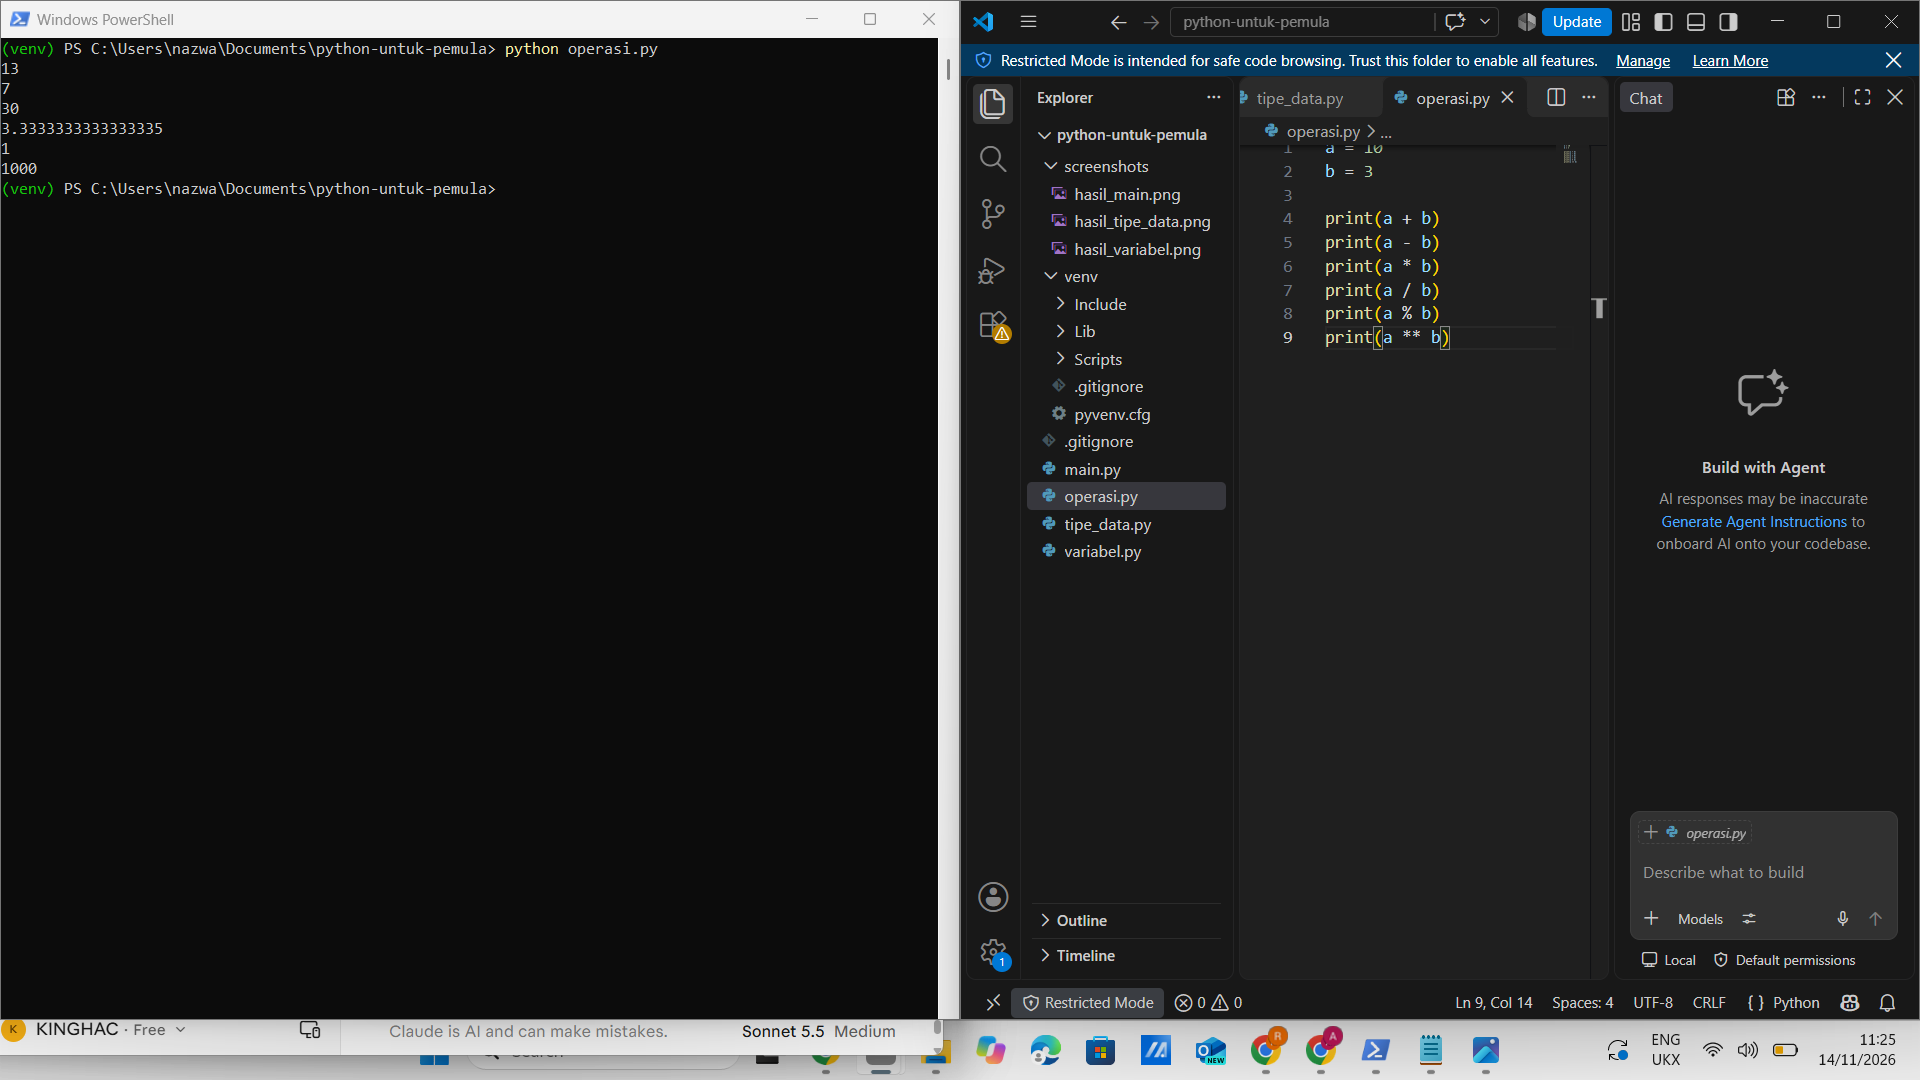 Windows PowerShell
(venv) PS C:\Users\nazwa\Documents\python-untuk-pemula> python operasi.py
13
7
30
3.3333333333333335
1
1000
(venv) PS C:\Users\nazwa\Documents\python-untuk-pemula>
python-untuk-pemula
Update
Restricted Mode is intended for safe code browsing. Trust this folder to enable all features. Manage Learn More
Explorer
python-untuk-pemula
screenshots
hasil_main.png
hasil_tipe_data.png
hasil_variabel.png
venv
Include
Lib
Scripts
.gitignore
pyvenv.cfg
.gitignore
main.py
operasi.py
tipe_data.py
variabel.py
Outline
Timeline
tipe_data.py
operasi.py
operasi.py > ...
1 a = 10
2 b = 3
3
4 print(a + b)
5 print(a - b)
6 print(a * b)
7 print(a / b)
8 print(a % b)
9 print(a ** b)
Chat
Build with Agent
AI responses may be inaccurate
Generate Agent Instructions to
onboard AI onto your codebase.
operasi.py
Describe what to build
Models
Local
Default permissions
1
Restricted Mode
0 0
Ln 9, Col 14
Spaces: 4
UTF-8
CRLF
{ } Python
K
KINGHAC · Free
Claude is AI and can make mistakes.
Sonnet 5.5 Medium
Search
NEW
R
A
ENG
UKX
11:25
14/11/2026